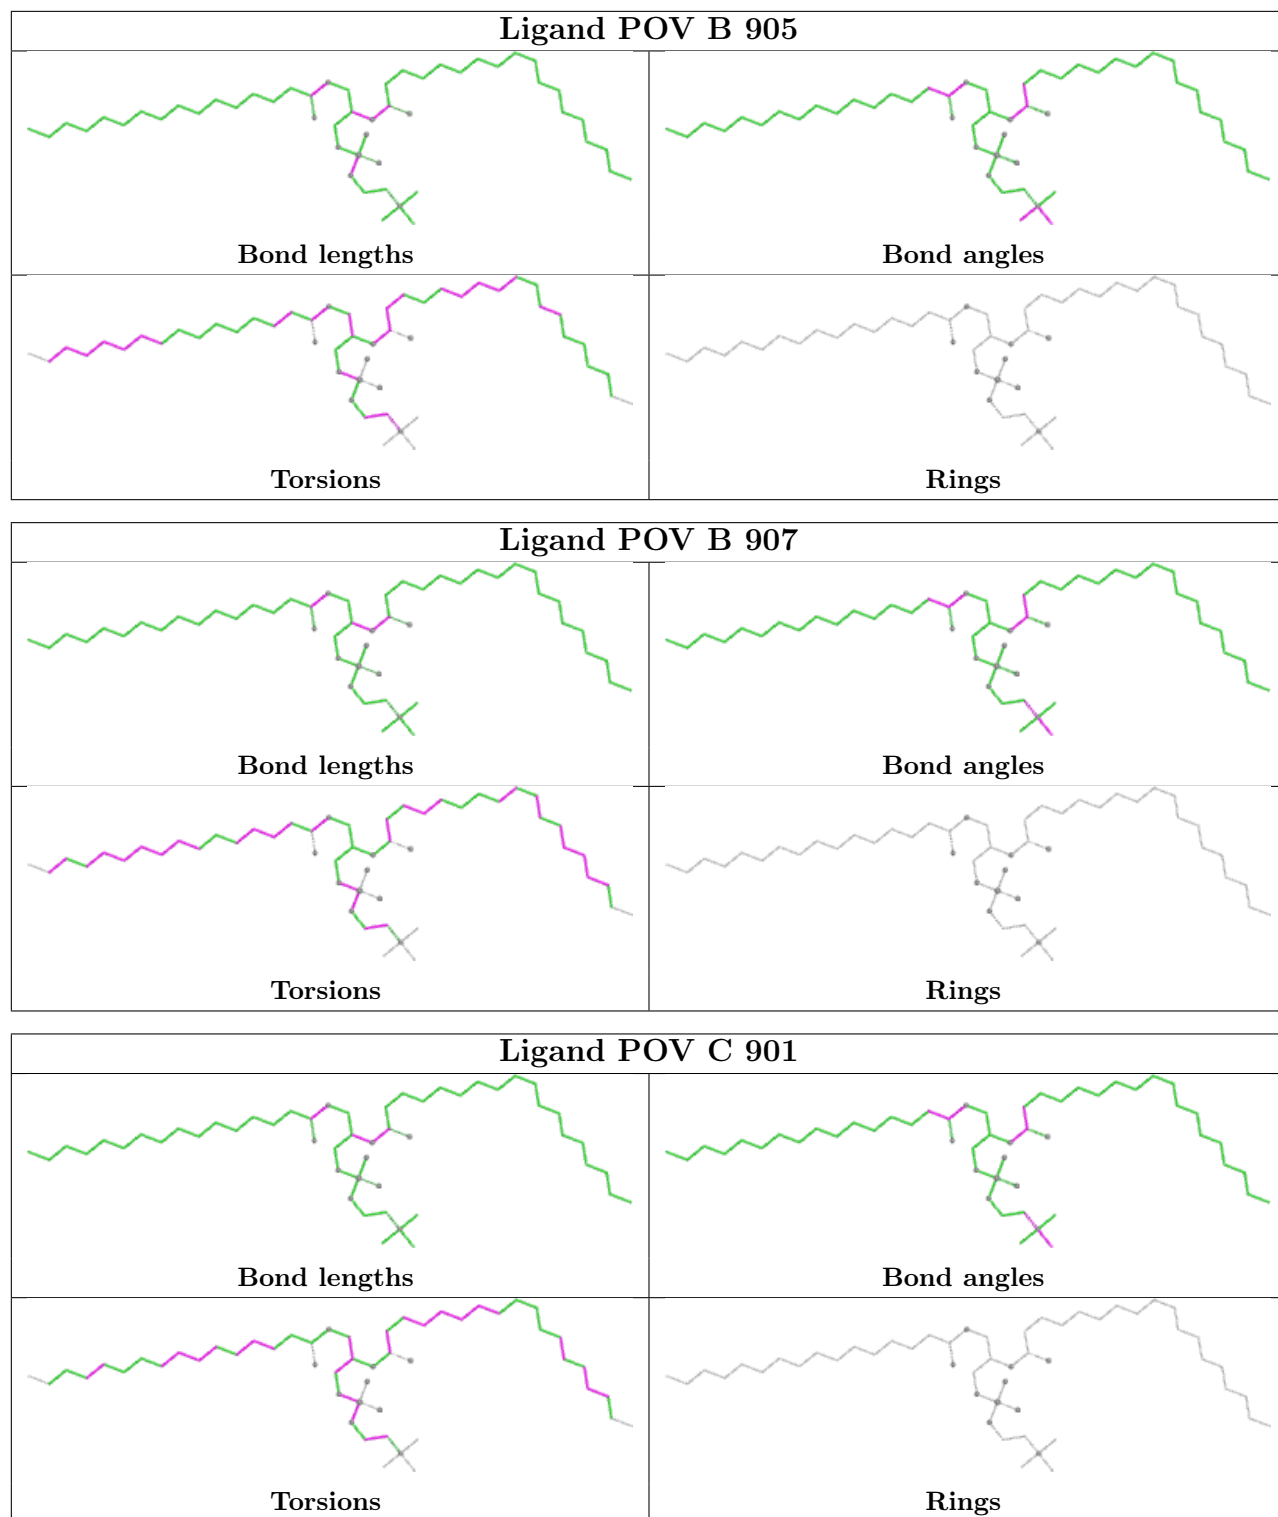 Ligand POV B 905
Bond lengths
Bond angles
Torsions
Rings
Ligand POV B 907
Bond lengths
Bond angles
Torsions
Rings
Ligand POV C 901
Bond lengths
Bond angles
Torsions
Rings